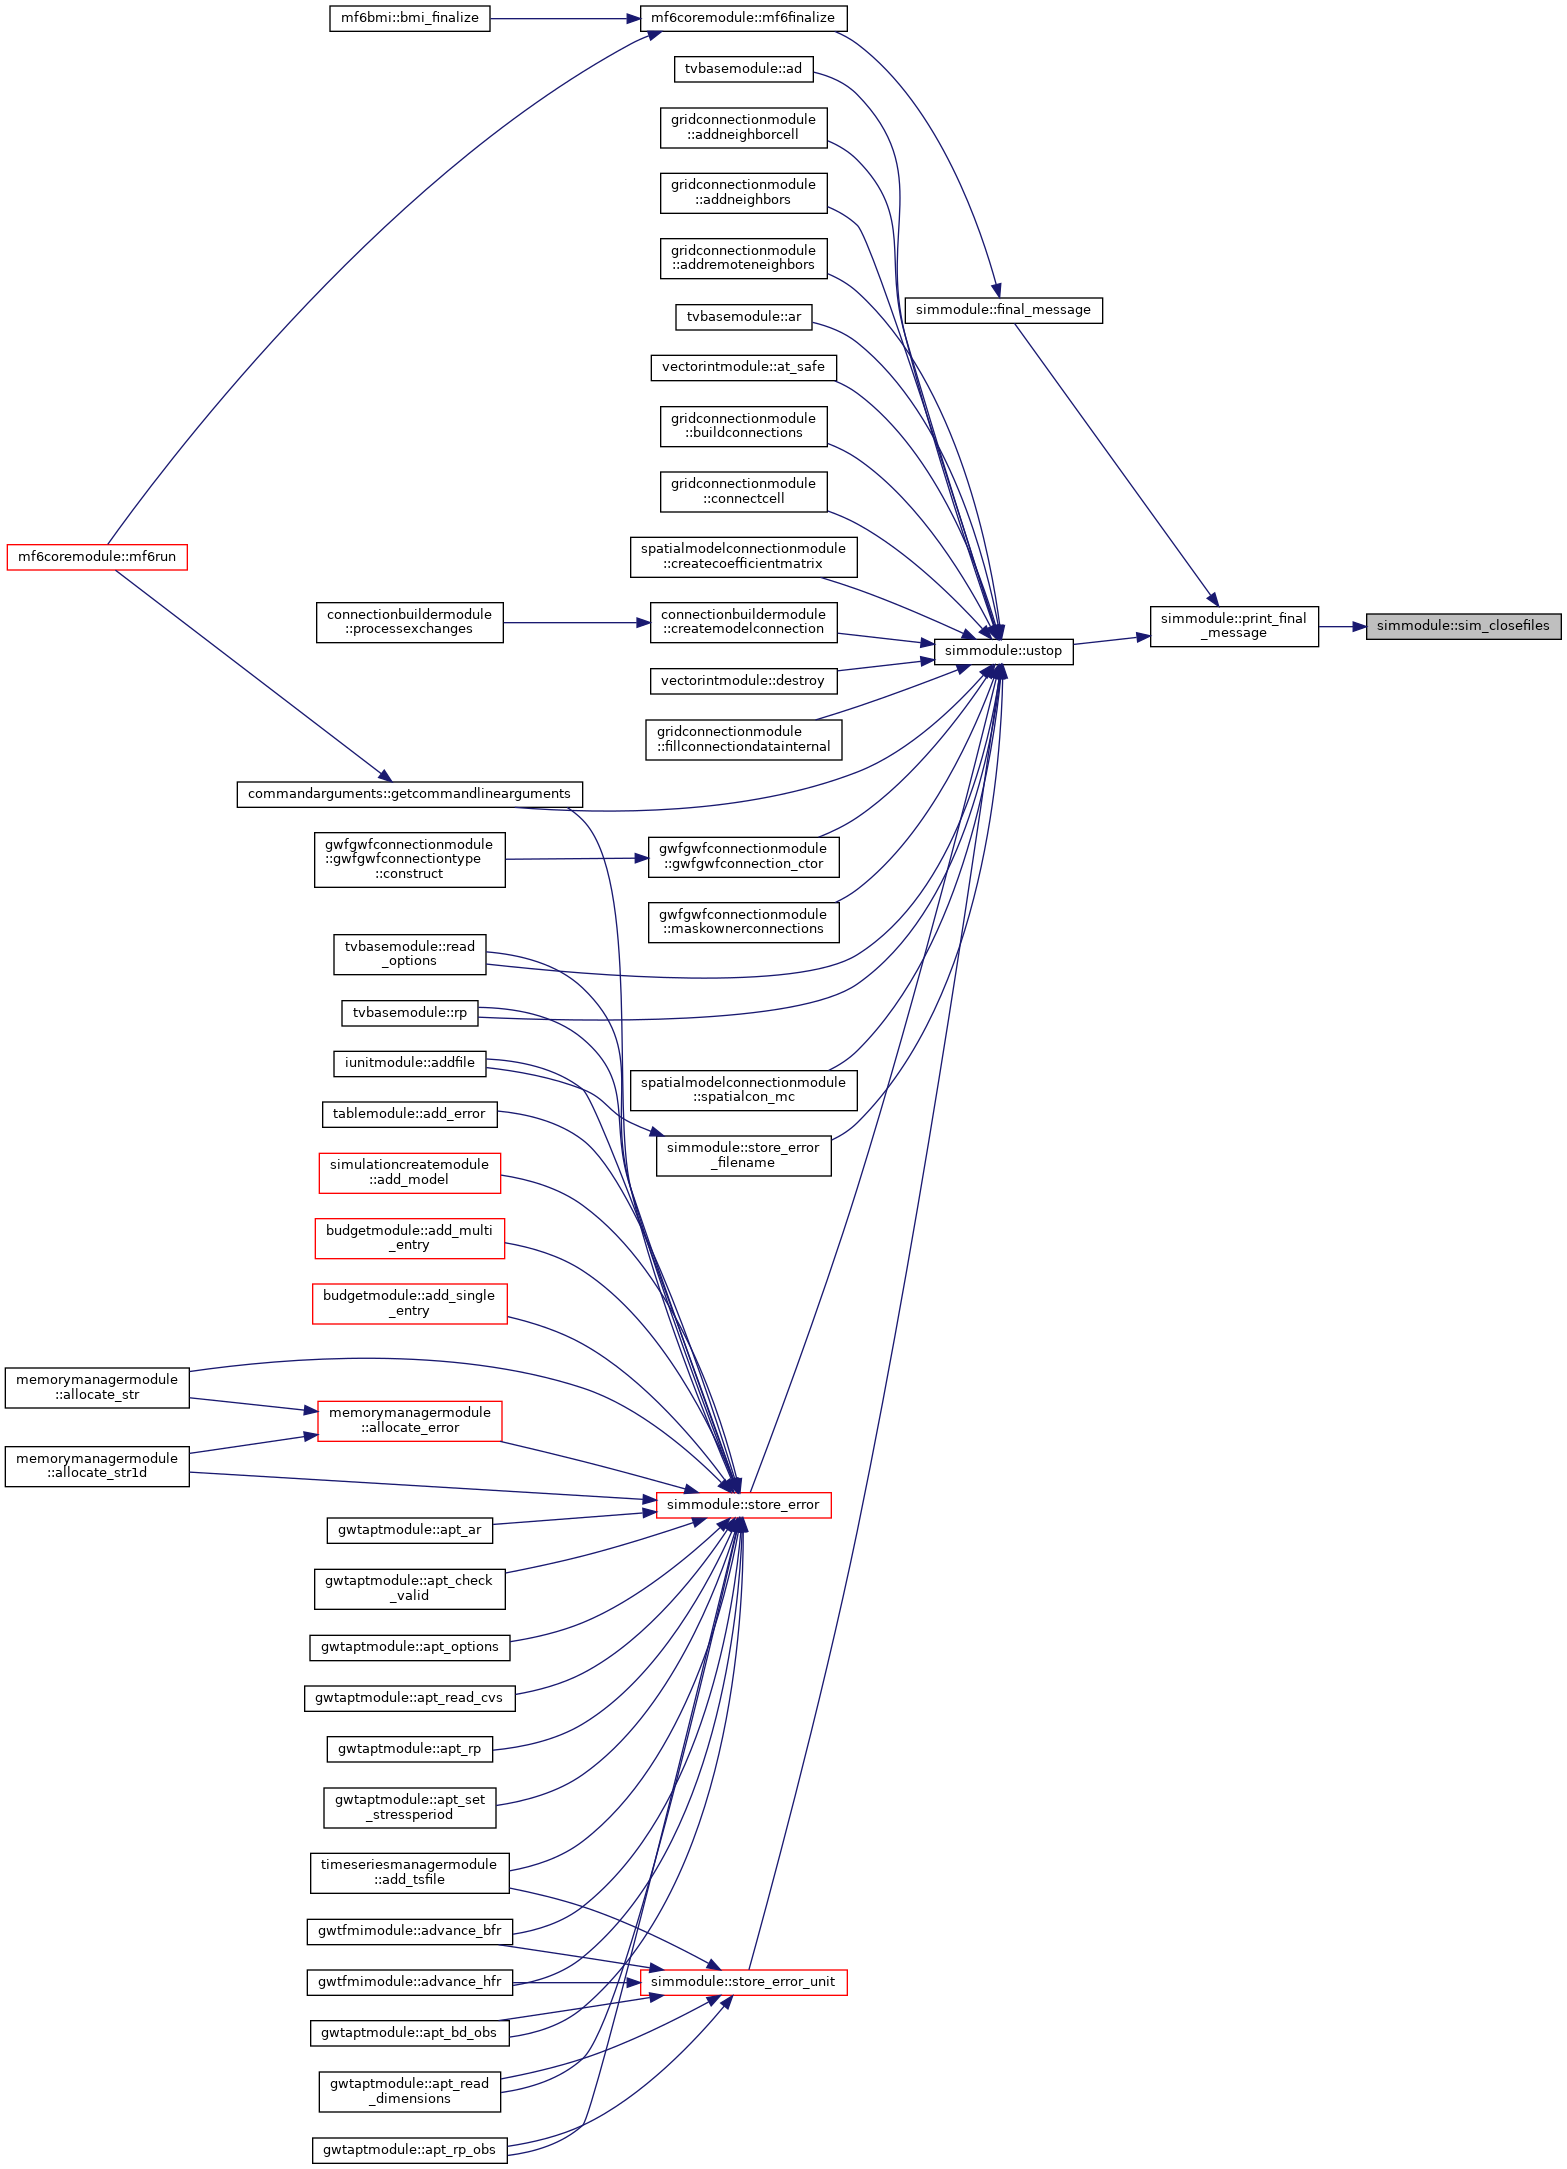 mf6bmi::bmi_finalize
mf6coremodule::mf6finalize
tvbasemodule::ad
gridconnectionmodule
::addneighborcell
gridconnectionmodule
::addneighbors
gridconnectionmodule
::addremoteneighbors
simmodule::final_message
tvbasemodule::ar
vectorintmodule::at_safe
gridconnectionmodule
::buildconnections
gridconnectionmodule
::connectcell
mf6coremodule::mf6run
spatialmodelconnectionmodule
::createcoefficientmatrix
connectionbuildermodule
::processexchanges
connectionbuildermodule
::createmodelconnection
simmodule::ustop
simmodule::print_final
_message
simmodule::sim_closefiles
vectorintmodule::destroy
gridconnectionmodule
::fillconnectiondatainternal
commandarguments::getcommandlinearguments
gwfgwfconnectionmodule
::gwfgwfconnectiontype
::construct
gwfgwfconnectionmodule
::gwfgwfconnection_ctor
gwfgwfconnectionmodule
::maskownerconnections
tvbasemodule::read
_options
tvbasemodule::rp
iunitmodule::addfile
spatialmodelconnectionmodule
::spatialcon_mc
tablemodule::add_error
simmodule::store_error
_filename
simulationcreatemodule
::add_model
budgetmodule::add_multi
_entry
budgetmodule::add_single
_entry
memorymanagermodule
::allocate_str
memorymanagermodule
::allocate_error
memorymanagermodule
::allocate_str1d
simmodule::store_error
gwtaptmodule::apt_ar
gwtaptmodule::apt_check
_valid
gwtaptmodule::apt_options
gwtaptmodule::apt_read_cvs
gwtaptmodule::apt_rp
gwtaptmodule::apt_set
_stressperiod
timeseriesmanagermodule
::add_tsfile
gwtfmimodule::advance_bfr
gwtfmimodule::advance_hfr
simmodule::store_error_unit
gwtaptmodule::apt_bd_obs
gwtaptmodule::apt_read
_dimensions
gwtaptmodule::apt_rp_obs